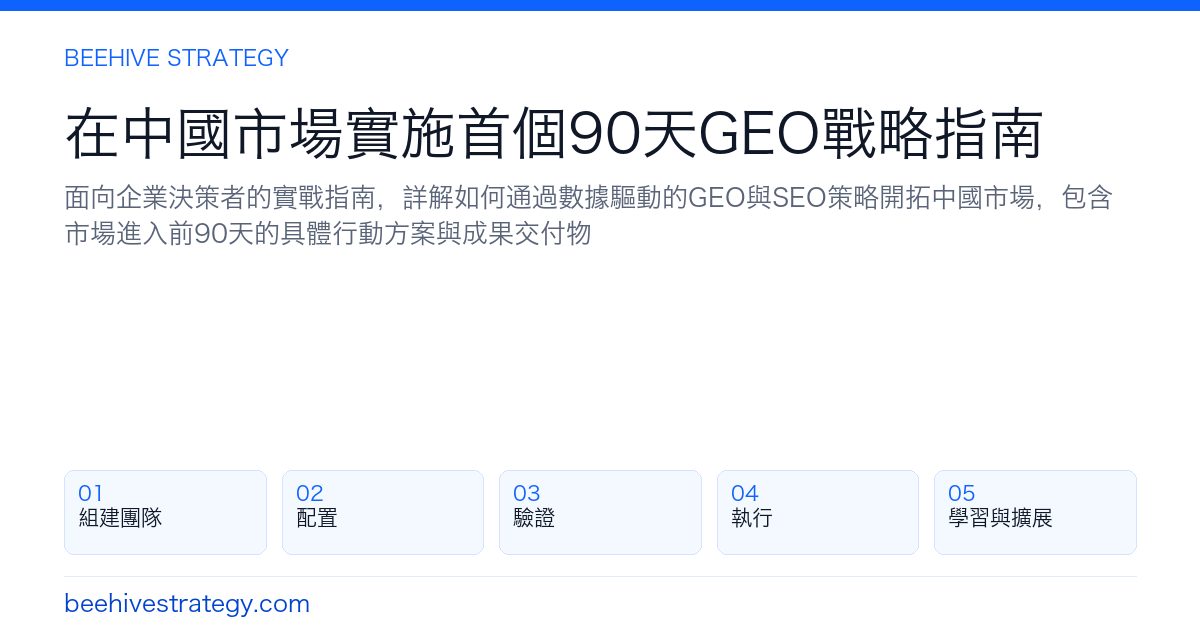 BEEHIVE STRATEGY
在中國市場實施首個90天GEO戰略指南
面向企業決策者的實戰指南，詳解如何通過數據驅動的GEO與SEO策略開拓中國市場，包含
市場進入前90天的具體行動方案與成果交付物
01
組建團隊
02
配置
03
驗證
04
執行
05
學習與擴展
beehivestrategy.com